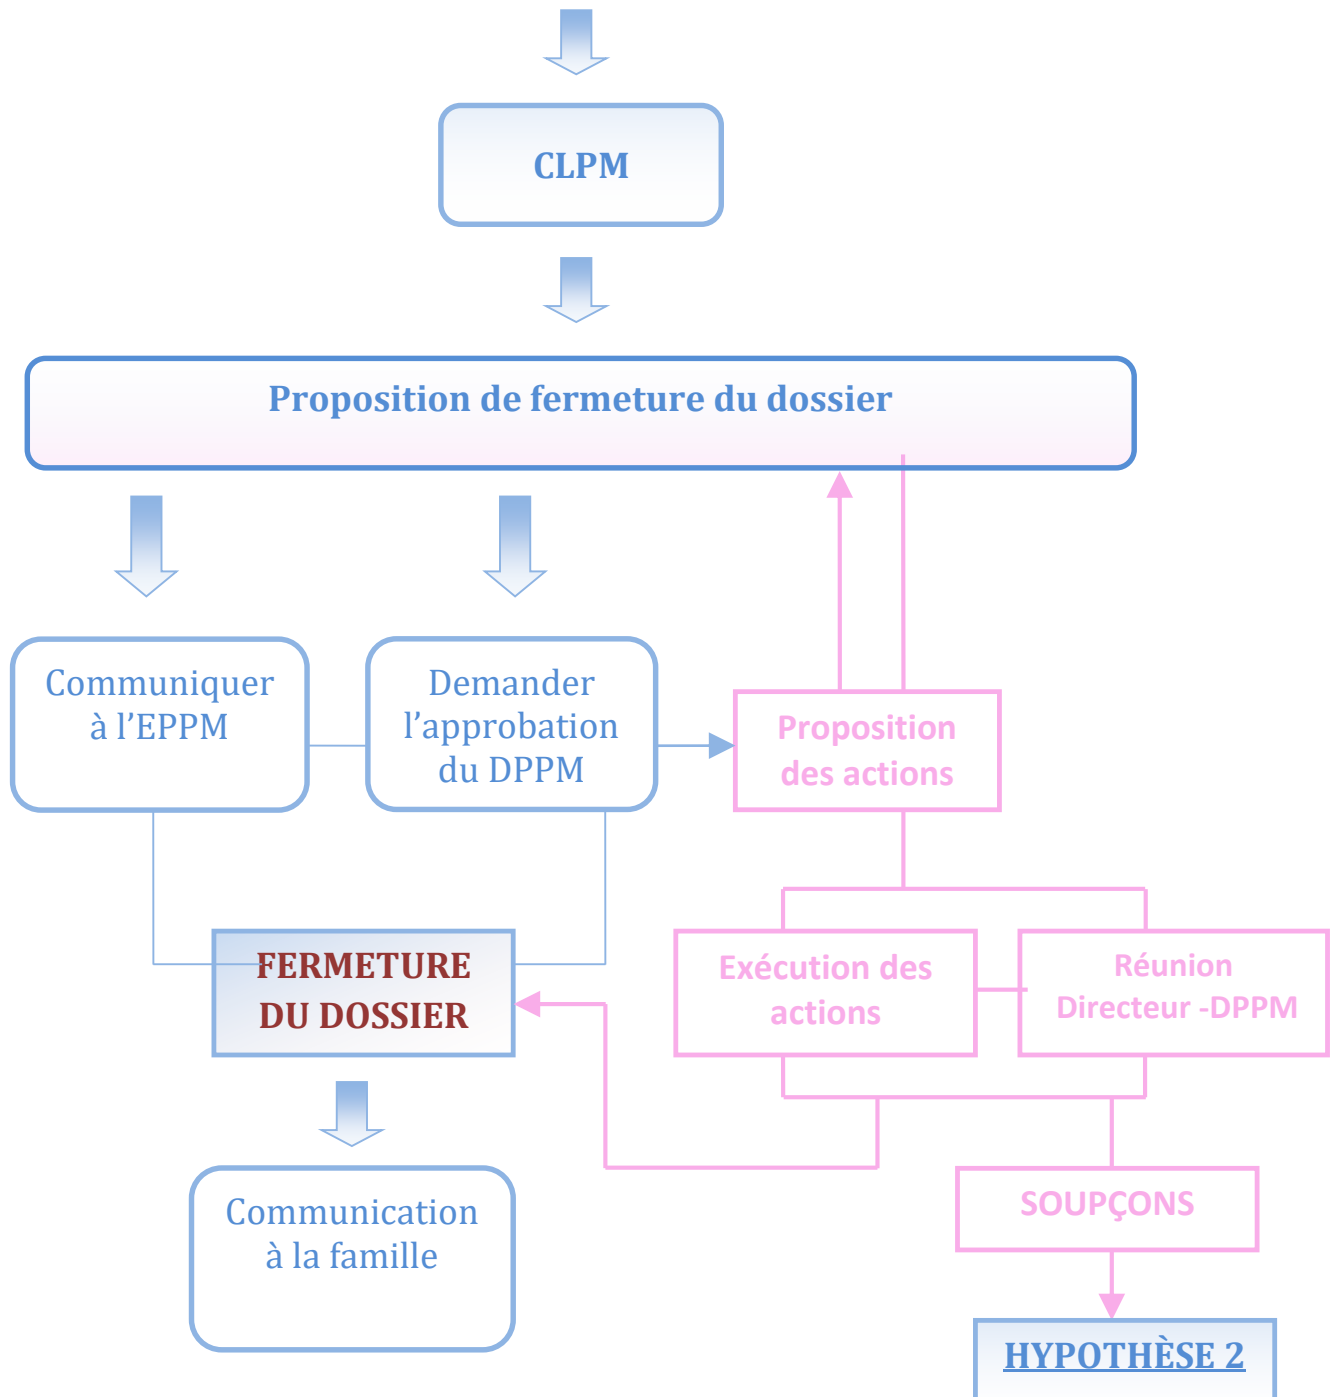 CLPM
Proposition de fermeture du dossier
Communiquer
à l’EPPM
Demander
l’approbation
du DPPM
Proposition
des actions
FERMETURE
DU DOSSIER
Exécution des
actions
Réunion
Directeur -DPPM
Communication
à la famille
SOUPÇONS
HYPOTHÈSE 2